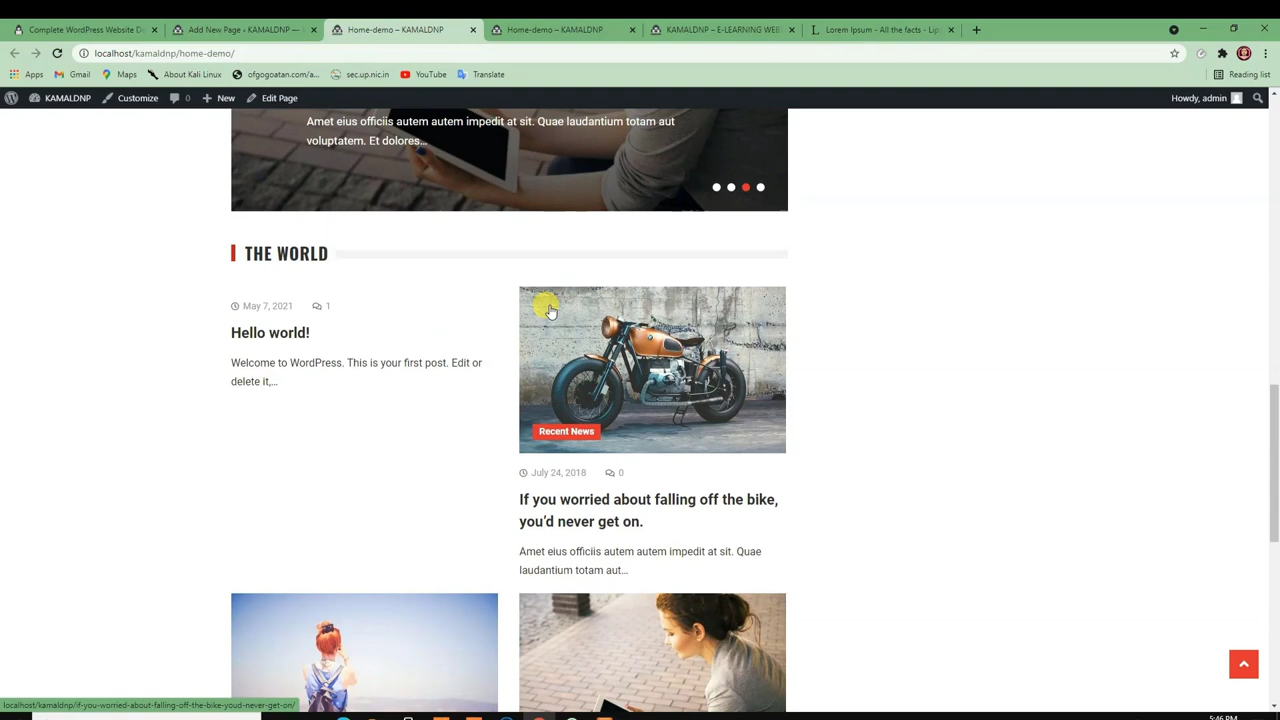 Complete WordPress Website De
Add New Page ‹ KAMALDNP —
Home-demo – KAMALDNP
Home-demo – KAMALDNP
KAMALDNP – E-LEARNING WEB
Lorem Ipsum - All the facts - Lip
localhost/kamaldnp/home-demo/
Apps
Gmail
Maps
About Kali Linux
ofgogoatan.com/a...
sec.up.nic.in
YouTube
Translate
Reading list
KAMALDNP
Customize
0
New
Edit Page
Howdy, admin
Amet eius officiis autem autem impedit at sit. Quae laudantium totam aut
voluptatem. Et dolores…
THE WORLD
May 7, 2021 1
Hello world!
Welcome to WordPress. This is your first post. Edit or
delete it,…
Recent News
July 24, 2018 0
If you worried about falling off the bike,
you’d never get on.
Amet eius officiis autem autem impedit at sit. Quae
laudantium totam aut…
localhost/kamaldnp/if-you-worried-about-falling-off-the-bike-youd-never-get-on/
5:46 PM